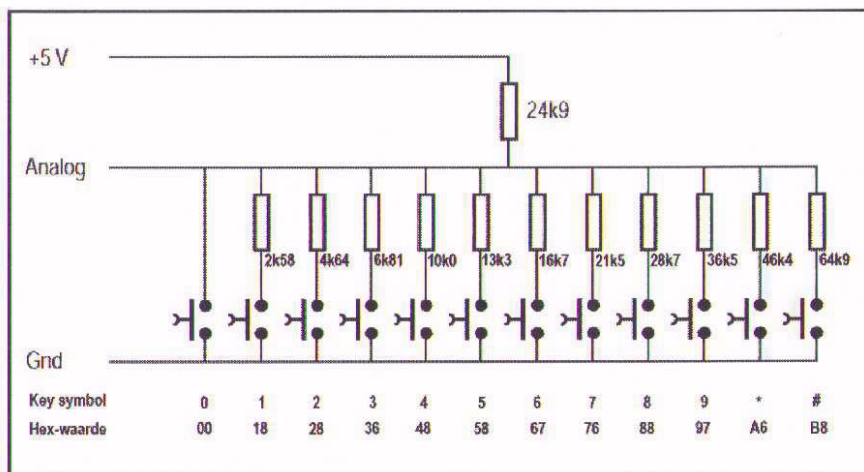 +5 V
24k9
Analog
2k58 4k64 6k81 10k0 13k3 16k7 21k5 28k7 36k5 46k4 64k9
Gnd
Key symbol 0 1 2 3 4 5 6 7 8 9 * #
Hex-waarde 00 18 28 36 48 58 67 76 88 97 A6 B8